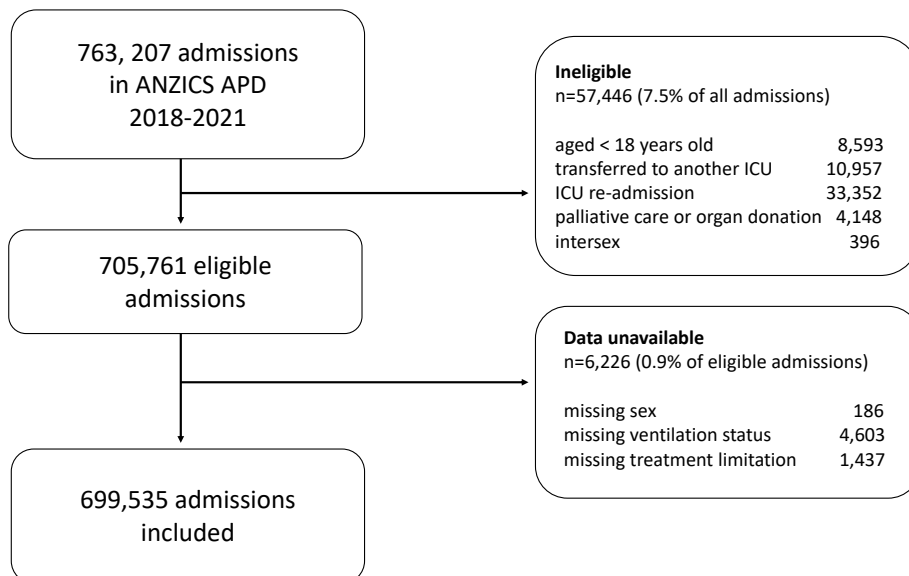 763, 207 admissions
in ANZICS APD
2018-2021
Ineligible
n=57,446 (7.5% of all admissions)
aged < 18 years old 8,593
transferred to another ICU 10,957
ICU re-admission 33,352
palliative care or organ donation 4,148
intersex 396
705,761 eligible
admissions
Data unavailable
n=6,226 (0.9% of eligible admissions)
missing sex 186
missing ventilation status 4,603
missing treatment limitation 1,437
699,535 admissions
included